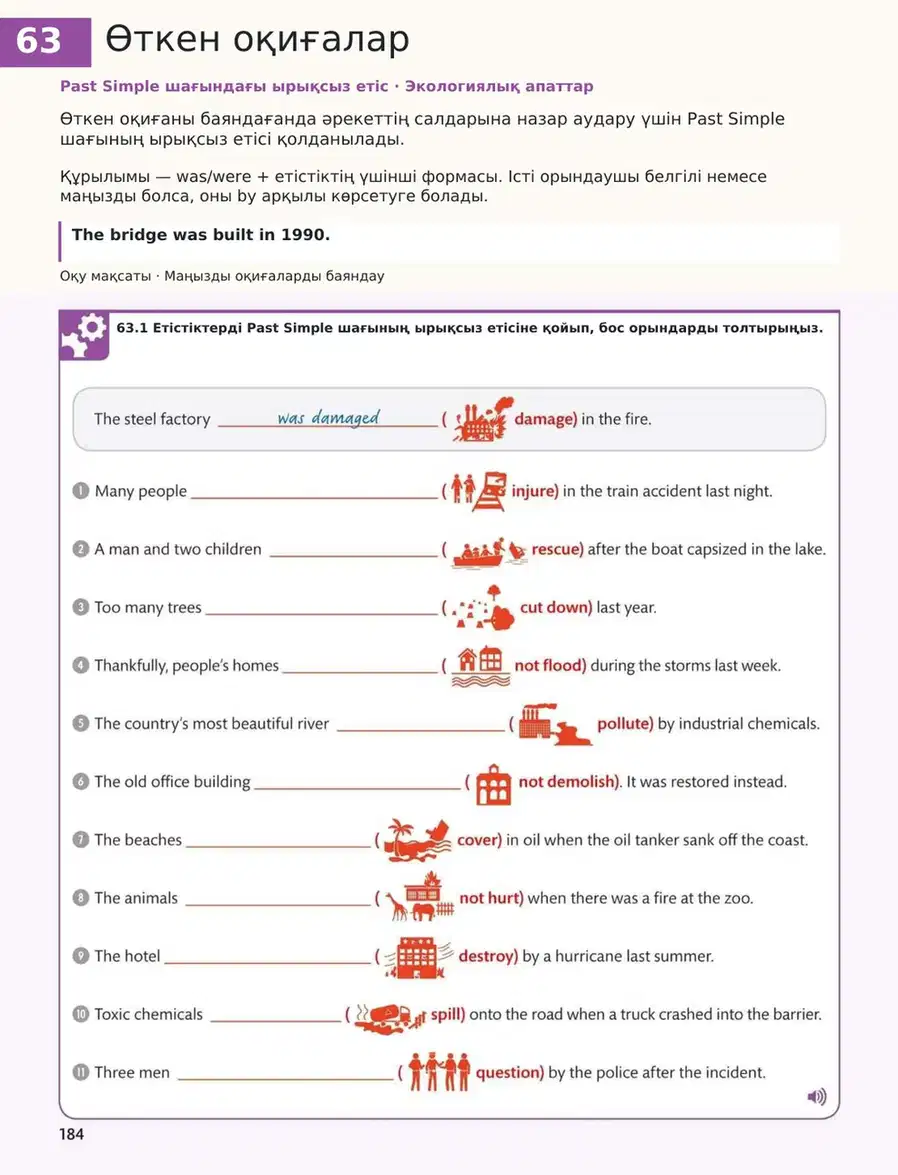 63 Өткен оқиғалар
Past Simple шағындағы ырықсыз етіс · Экологиялық апаттар
Өткен оқиғаны баяндағанда әрекеттің салдарына назар аудару үшін Past Simple
шағының ырықсыз етісі қолданылады.
Құрылымы — was/were + етістіктің үшінші формасы. Істі орындаушы белгілі немесе
маңызды болса, оны by арқылы көрсетуге болады.
The bridge was built in 1990.
Оқу мақсаты · Маңызды оқиғаларды баяндау
63.1 Етістіктерді Past Simple шағының ырықсыз етісіне қойып, бос орындарды толтырыңыз.
The steel factory was damaged ( damage) in the fire.
1 Many people ( injure) in the train accident last night.
2 A man and two children ( rescue) after the boat capsized in the lake.
3 Too many trees ( cut down) last year.
4 Thankfully, people's homes ( not flood) during the storms last week.
5 The country's most beautiful river ( pollute) by industrial chemicals.
6 The old office building ( not demolish). It was restored instead.
7 The beaches ( cover) in oil when the oil tanker sank off the coast.
8 The animals ( not hurt) when there was a fire at the zoo.
9 The hotel ( destroy) by a hurricane last summer.
10 Toxic chemicals ( spill) onto the road when a truck crashed into the barrier.
11 Three men ( question) by the police after the incident.
184